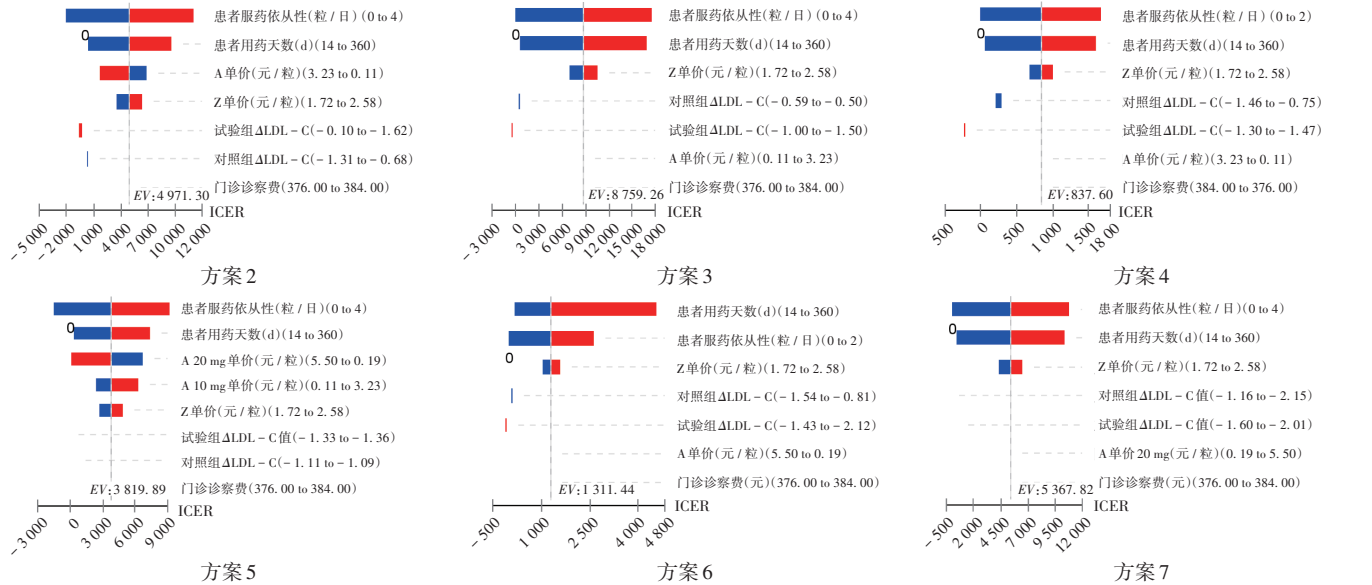 患者服药依从性(粒/日)(0 to 4)
0
患者用药天数(d)(14 to 360)
A单价(元/粒)(3.23 to 0.11)
Z单价(元/粒)(1.72 to 2.58)
试验组ΔLDL-C(-0.10 to -1.62)
对照组ΔLDL-C(-1.31 to -0.68)
门诊诊察费(376.00 to 384.00)
EV:4 971.30
ICER
-5 000
-2 000
1 000
4 000
7 000
10 000
12 000
方案2
患者服药依从性(粒/日)(0 to 4)
0
患者用药天数(d)(14 to 360)
Z单价(元/粒)(1.72 to 2.58)
对照组ΔLDL-C(-0.59 to -0.50)
试验组ΔLDL-C(-1.00 to -1.50)
A单价(元/粒)(0.11 to 3.23)
门诊诊察费(376.00 to 384.00)
EV:8 759.26
ICER
-3 000
0
3 000
6 000
9 000
12 000
15 000
18 000
方案3
患者服药依从性(粒/日)(0 to 2)
0
患者用药天数(d)(14 to 360)
Z单价(元/粒)(1.72 to 2.58)
对照组ΔLDL-C(-1.46 to -0.75)
试验组ΔLDL-C(-1.30 to -1.47)
A单价(元/粒)(3.23 to 0.11)
门诊诊察费(384.00 to 376.00)
EV:837.60
ICER
500
0
500
1 000
1 500
18 00
方案4
患者服药依从性(粒/日)(0 to 4)
0
患者用药天数(d)(14 to 360)
A 20 mg单价(元/粒)(5.50 to 0.19)
A 10 mg单价(元/粒)(0.11 to 3.23)
Z单价(元/粒)(1.72 to 2.58)
试验组ΔLDL-C值(-1.33 to -1.36)
对照组ΔLDL-C(-1.11 to -1.09)
门诊诊察费(376.00 to 384.00)
EV:3 819.89
ICER
-3 000
0
3 000
6 000
9 000
方案5
患者用药天数(d)(14 to 360)
患者服药依从性(粒/日)(0 to 2)
0
Z单价(元/粒)(1.72 to 2.58)
对照组ΔLDL-C(-1.54 to -0.81)
试验组ΔLDL-C(-1.43 to -2.12)
A单价(元/粒)(5.50 to 0.19)
门诊诊察费(元)(376.00 to 384.00)
EV:1 311.44
ICER
-500
1 000
2 500
4 000
4 800
方案6
患者服药依从性(粒/日)(0 to 4)
0
患者用药天数(d)(14 to 360)
Z单价(元/粒)(1.72 to 2.58)
对照组ΔLDL-C值(-1.16 to -2.15)
试验组ΔLDL-C值(-1.60 to -2.01)
A单价20 mg(元/粒)(0.19 to 5.50)
门诊诊察费(元)(376.00 to 384.00)
EV:5 367.82
ICER
-500
2 000
4 500
7 000
9 500
12 000
方案7